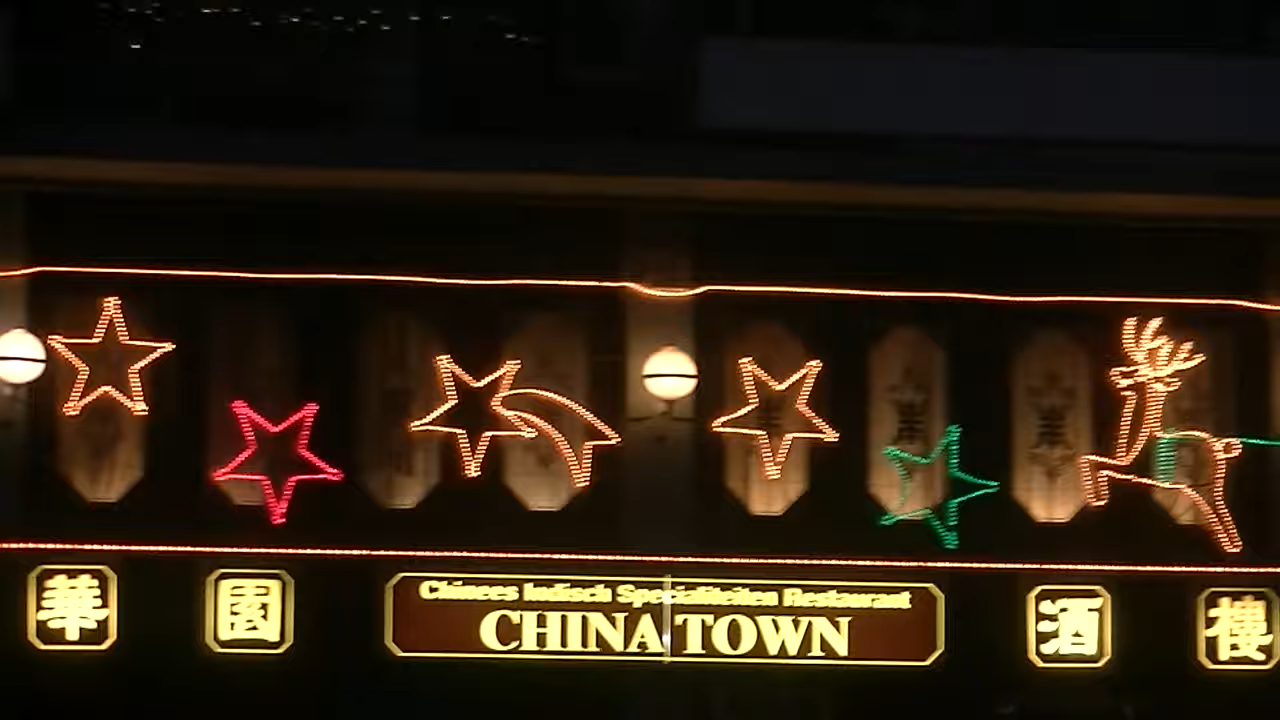 華 園
Chinees Indisch Specialiteiten Restaurant
CHINA TOWN
酒 樓